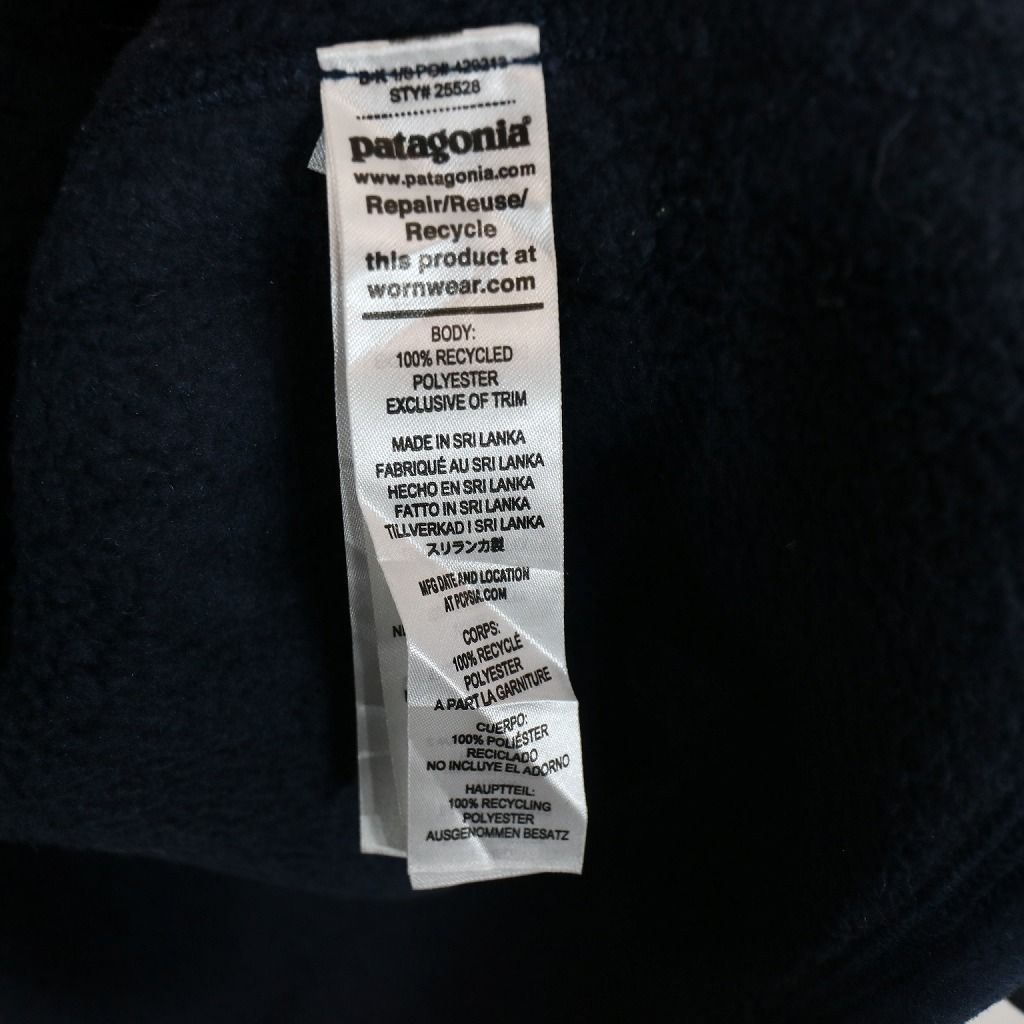 STY# 25528
patagonia®
www.patagonia.com
Repair/Reuse/
Recycle
this product at
wornwear.com
BODY:
100% RECYCLED
POLYESTER
EXCLUSIVE OF TRIM
MADE IN SRI LANKA
FABRIQUÉ AU SRI LANKA
HECHO EN SRI LANKA
FATTO IN SRI LANKA
TILLVERKAD I SRI LANKA
スリランカ製
MFG DATE AND LOCATION
AT PCPSIA.COM
CORPS:
100% RECYCLÉ
POLYESTER
A PART LA GARNITURE
CUERPO:
100% POLIÉSTER
RECICLADO
NO INCLUYE EL ADORNO
HAUPTTEIL:
100% RECYCLING
POLYESTER
AUSGENOMMEN BESATZ